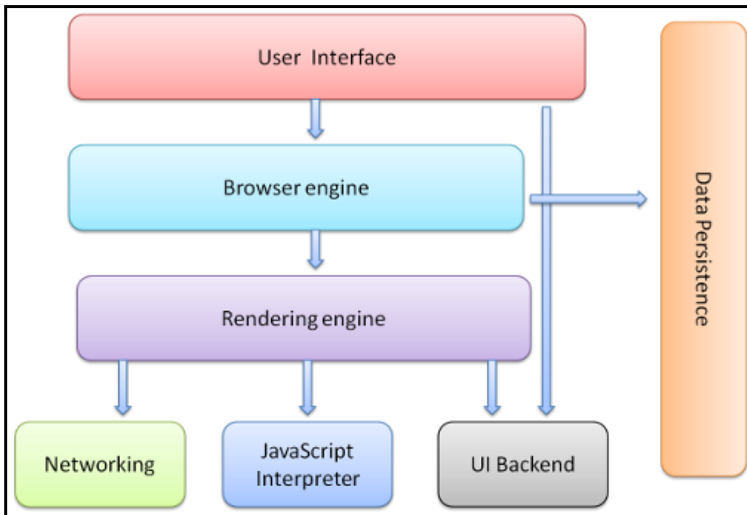 User Interface
Browser engine
Data Persistence
Rendering engine
Networking
JavaScript
Interpreter
UI Backend